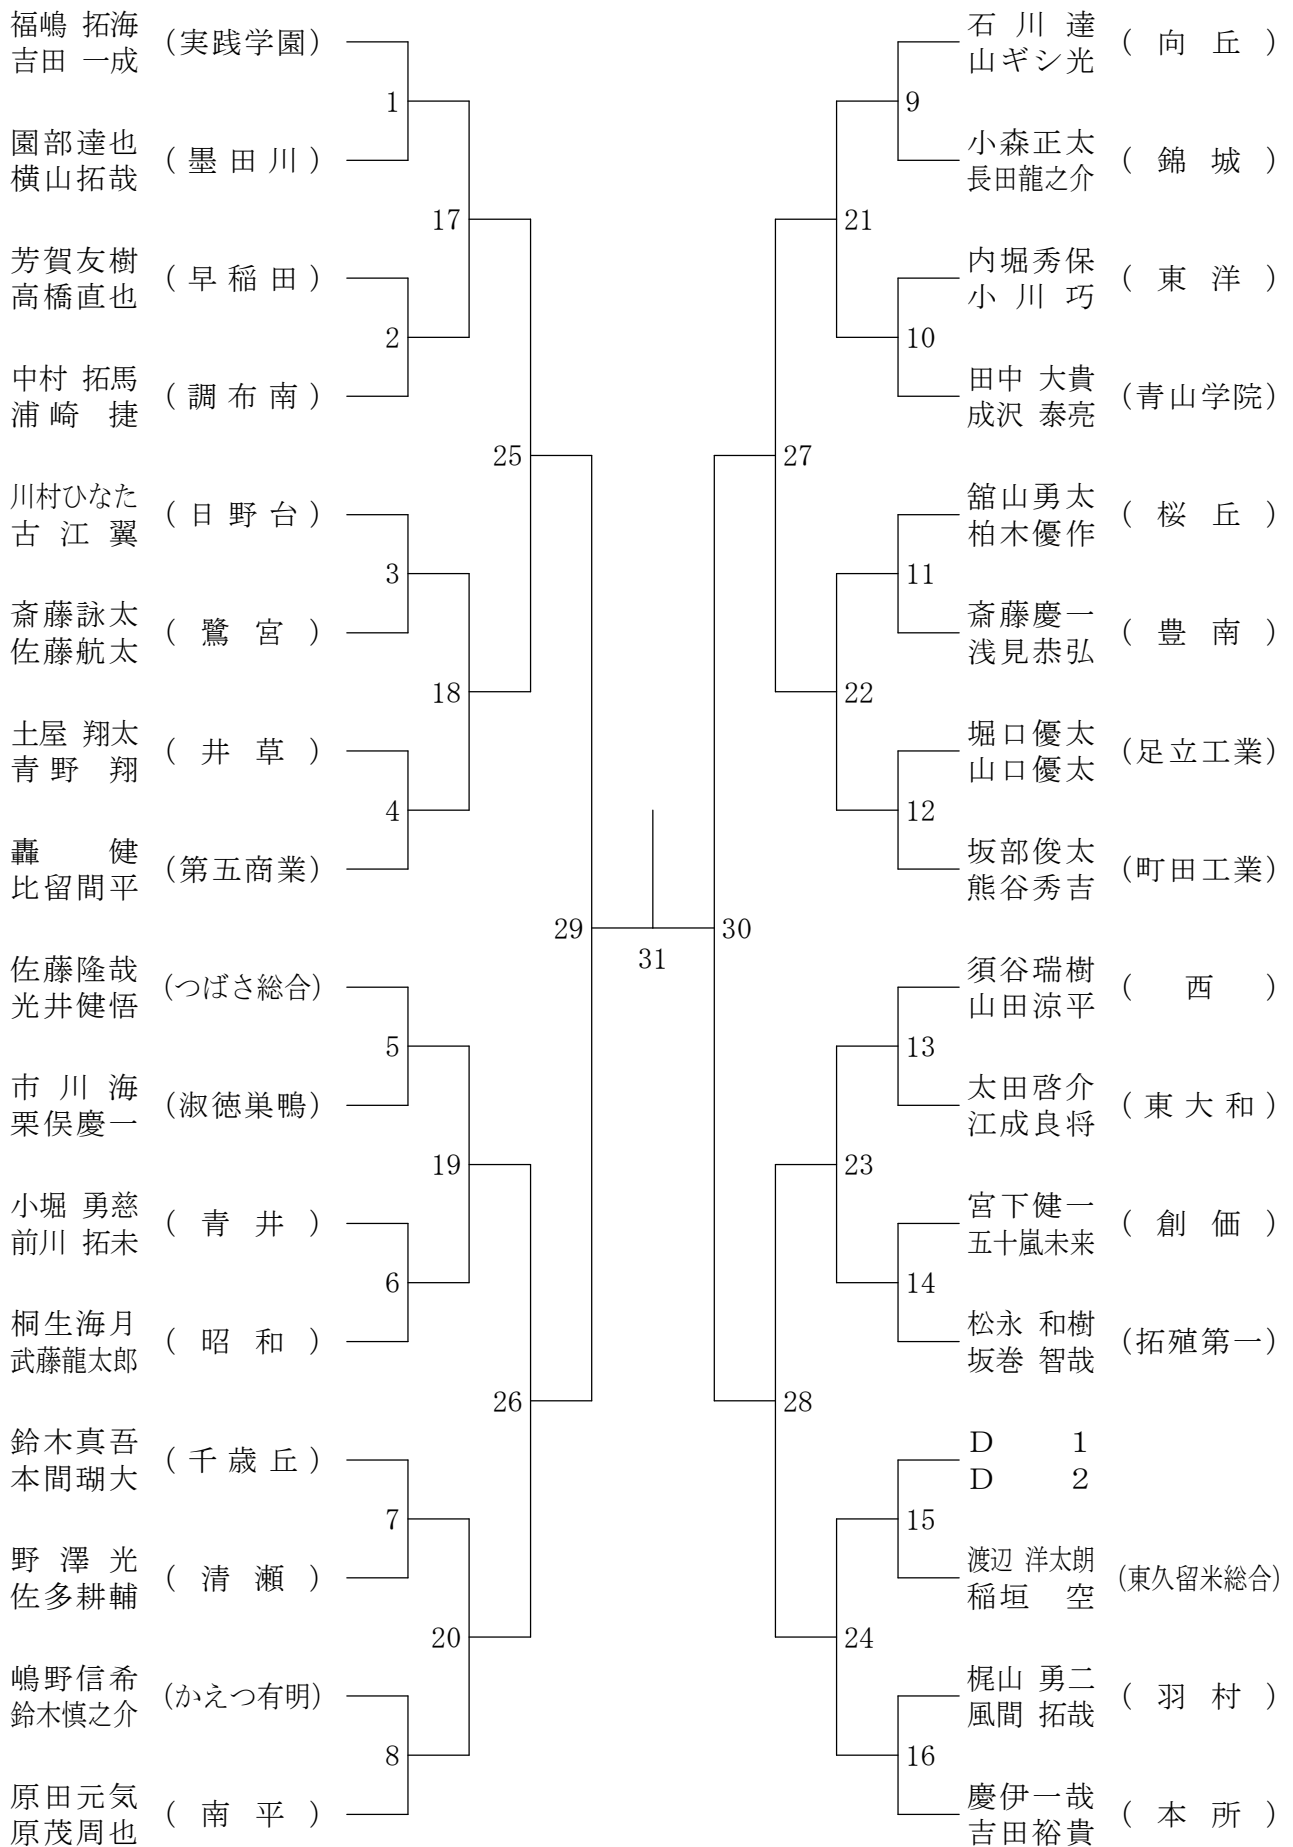 福嶋 拓海
吉田 一成
(実践学園)
1
園部達也
横山拓哉
(墨田川)
17
芳賀友樹
高橋直也
(早稲田)
2
中村 拓馬
浦崎 捷
(調布南)
25
川村ひなた
古江翼
(日野台)
3
斎藤詠太
佐藤航太
(鷺宮)
18
土屋 翔太
青野 翔
(井草)
4
轟 健
比留間平
(第五商業)
29
佐藤隆哉
光井健悟
(つばさ総合)
5
市川海
栗俣慶一
(淑徳巣鴨)
19
小堀 勇慈
前川 拓未
(青井)
6
桐生海月
武藤龍太郎
(昭和)
26
鈴木真吾
本間瑚大
(千歳丘)
7
野澤光
佐多耕輔
(清瀬)
20
嶋野信希
鈴木慎之介
(かえつ有明)
8
原田元気
原茂周也
(南平)
31
石川達
山ギシ光
(向丘)
9
小森正太
長田龍之介
(錦城)
21
内堀秀保
小川巧
(東洋)
10
田中 大貴
成沢 泰亮
(青山学院)
27
舘山勇太
柏木優作
(桜丘)
11
斎藤慶一
浅見恭弘
(豊南)
22
堀口優太
山口優太
(足立工業)
12
坂部俊太
熊谷秀吉
(町田工業)
30
須谷瑞樹
山田涼平
(西)
13
太田啓介
江成良将
(東大和)
23
宮下健一
五十嵐未来
(創価)
14
松永 和樹
坂巻 智哉
(拓殖第一)
28
D 1
D 2
15
渡辺 洋太朗
稲垣 空
(東久留米総合)
24
梶山 勇二
風間 拓哉
(羽村)
16
慶伊一哉
吉田裕貴
(本所)